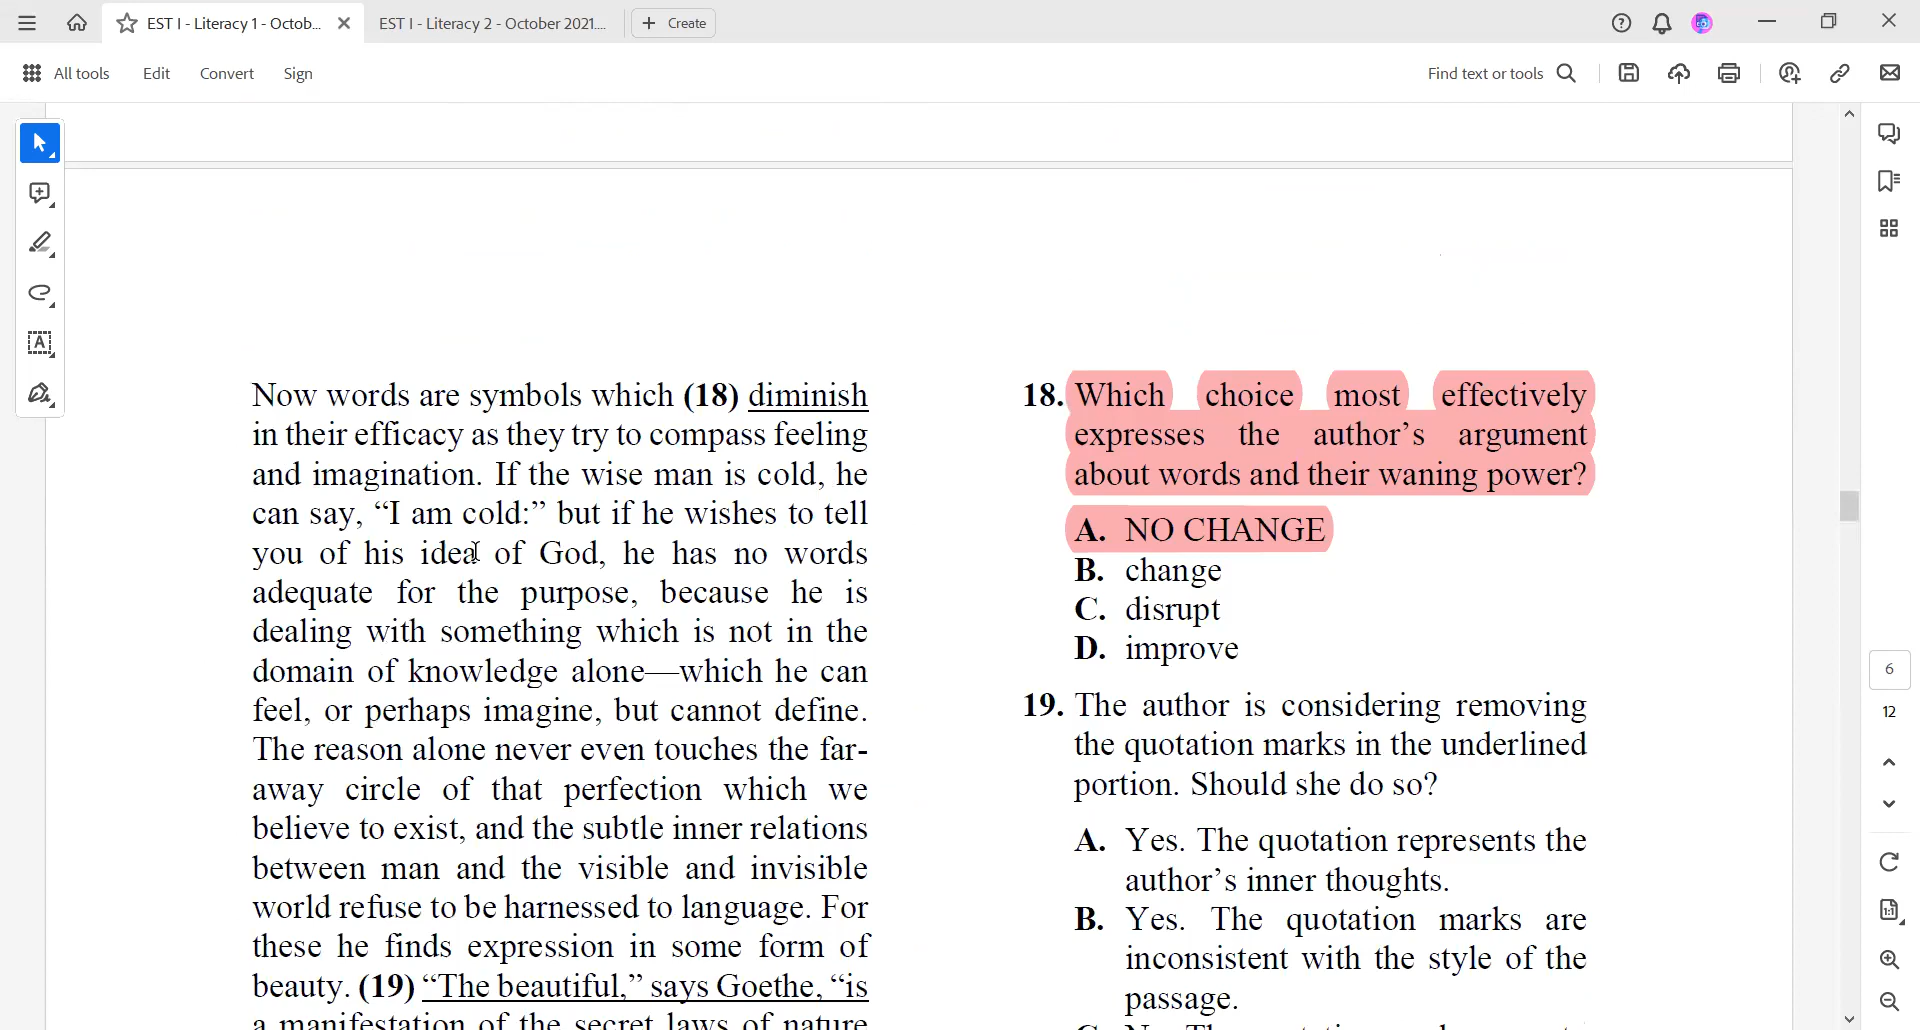 EST I - Literacy 1 - Octob...
EST I - Literacy 2 - October 2021....
Create
All tools
Edit
Convert
Sign
Find text or tools
Now words are symbols which (18) diminish
in their efficacy as they try to compass feeling
and imagination. If the wise man is cold, he
can say, “I am cold:” but if he wishes to tell
you of his idea of God, he has no words
adequate for the purpose, because he is
dealing with something which is not in the
domain of knowledge alone—which he can
feel, or perhaps imagine, but cannot define.
The reason alone never even touches the far-
away circle of that perfection which we
believe to exist, and the subtle inner relations
between man and the visible and invisible
world refuse to be harnessed to language. For
these he finds expression in some form of
beauty. (19) “The beautiful,” says Goethe, “is
a manifestation of the secret laws of nature
18. Which choice most effectively
expresses the author’s argument
about words and their waning power?
A. NO CHANGE
B. change
C. disrupt
D. improve
19. The author is considering removing
the quotation marks in the underlined
portion. Should she do so?
A. Yes. The quotation represents the
author’s inner thoughts.
B. Yes. The quotation marks are
inconsistent with the style of the
passage.
6
12